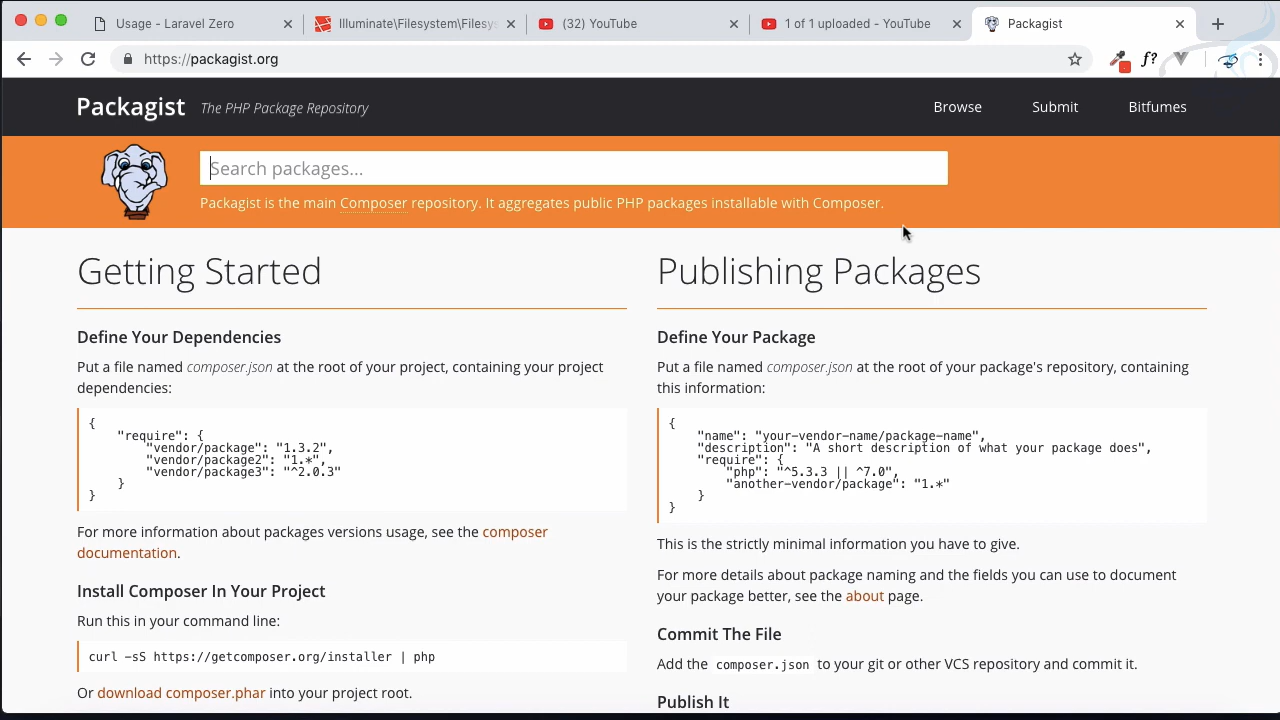 Usage - Laravel Zero
Illuminate\Filesystem\Filesy
(32) YouTube
1 of 1 uploaded - YouTube
Packagist
https://packagist.org
f?
Packagist The PHP Package Repository
Browse Submit Bitfumes
Search packages...
Packagist is the main Composer repository. It aggregates public PHP packages installable with Composer.
Getting Started
Define Your Dependencies
Put a file named composer.json at the root of your project, containing your project
dependencies:
{
    "require": {
        "vendor/package": "1.3.2",
        "vendor/package2": "1.*",
        "vendor/package3": "^2.0.3"
    }
}
For more information about packages versions usage, see the composer
documentation.
Install Composer In Your Project
Run this in your command line:
curl -sS https://getcomposer.org/installer | php
Or download composer.phar into your project root.
Publishing Packages
Define Your Package
Put a file named composer.json at the root of your package's repository, containing
this information:
{
    "name": "your-vendor-name/package-name",
    "description": "A short description of what your package does",
    "require": {
        "php": "^5.3.3 || ^7.0",
        "another-vendor/package": "1.*"
    }
}
This is the strictly minimal information you have to give.
For more details about package naming and the fields you can use to document
your package better, see the about page.
Commit The File
Add the composer.json to your git or other VCS repository and commit it.
Publish It